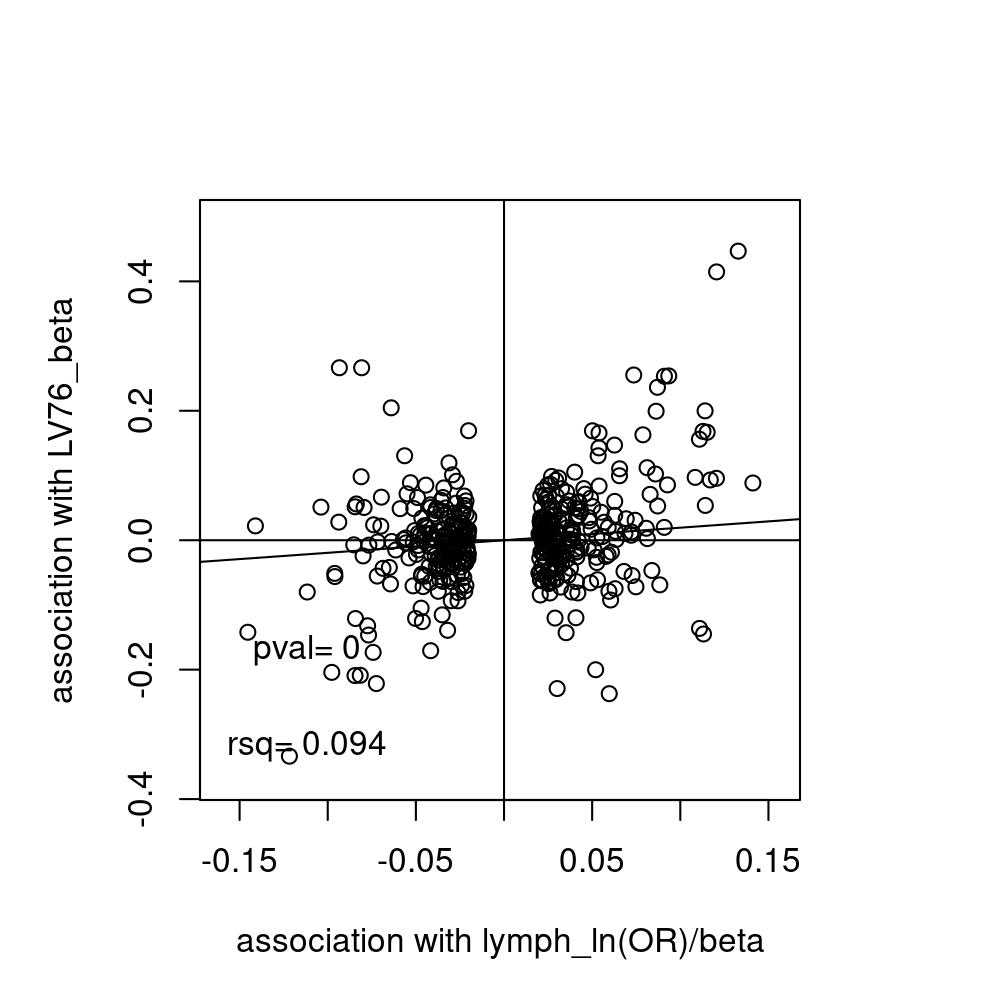 0.4
0.2
0.0
-0.2
-0.4
association with LV76_beta
pval= 0
rsq= 0.094
-0.15
-0.05
0.05
0.15
association with lymph_ln(OR)/beta